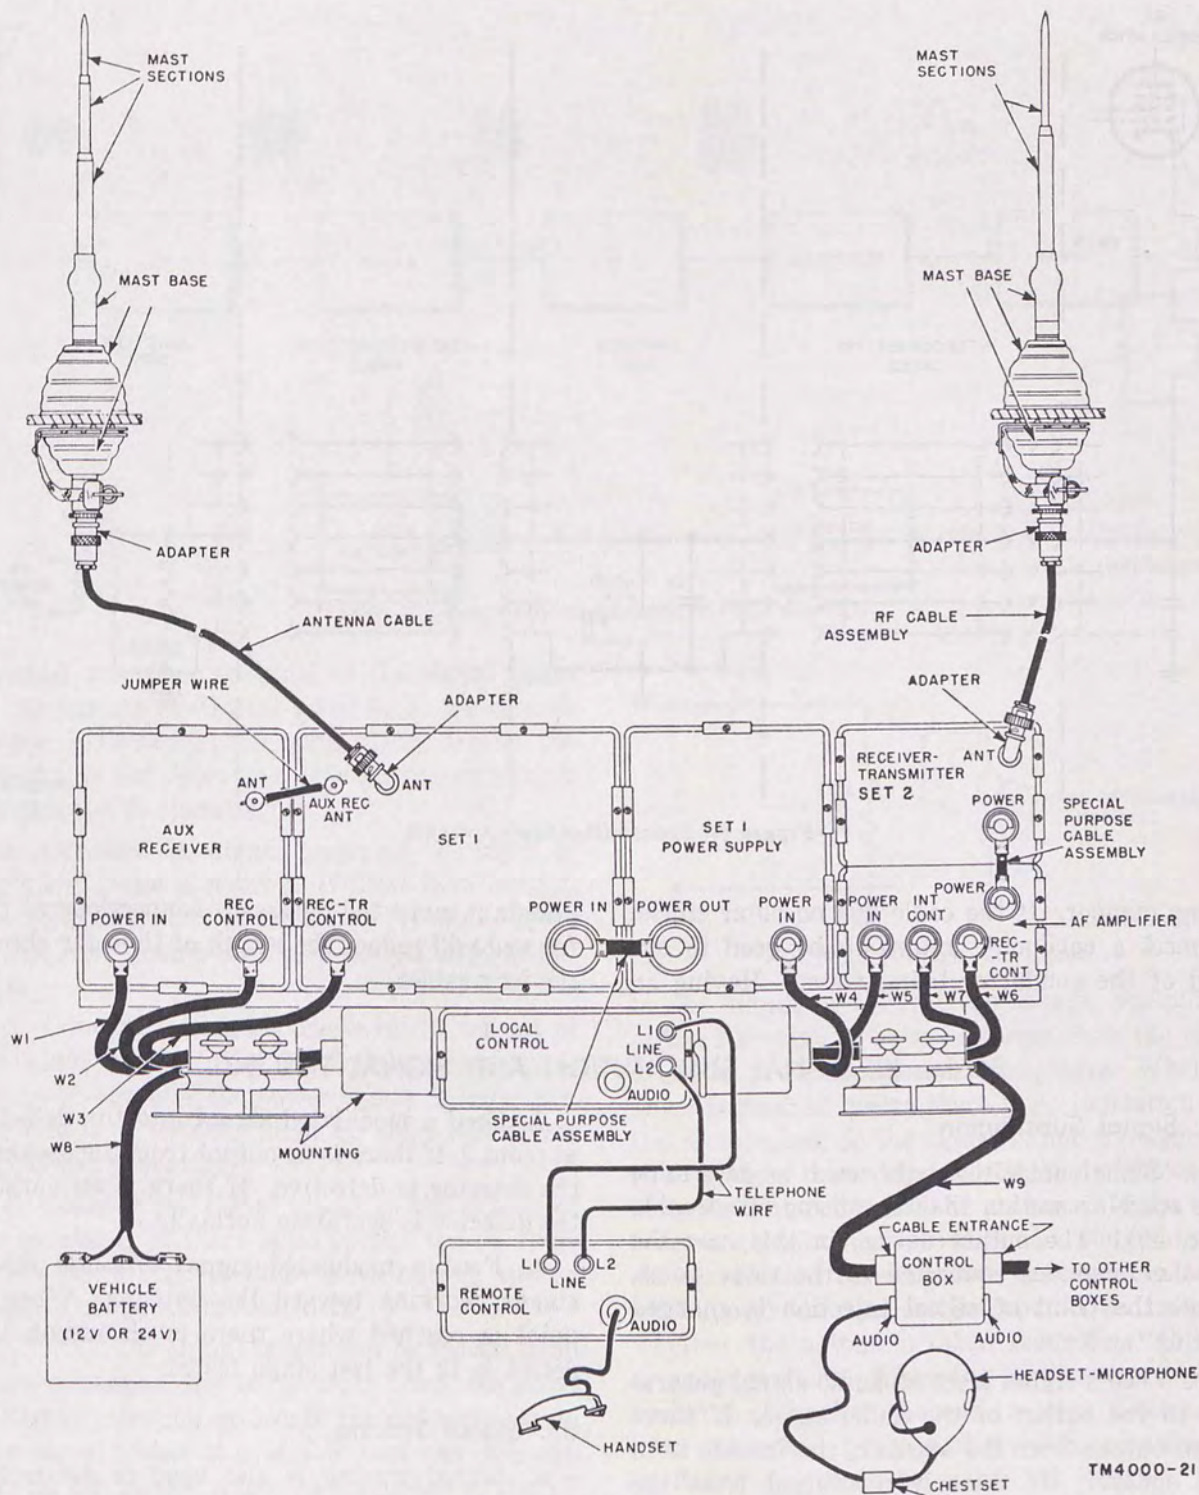 MAST
SECTIONS
MAST
SECTIONS
MAST BASE
MAST BASE
ADAPTER
ADAPTER
ANTENNA CABLE
RF CABLE
ASSEMBLY
JUMPER WIRE
ADAPTER
ADAPTER
ANT
AUX REC
ANT
ANT
ANT
RECEIVER-
TRANSMITTER
SET 2
POWER
SPECIAL
PURPOSE
CABLE
ASSEMBLY
AUX
RECEIVER
SET 1
SET 1
POWER SUPPLY
POWER
POWER IN
REC
CONTROL
REC-TR
CONTROL
POWER IN
POWER OUT
POWER
IN
POWER
IN
INT
CONT
REC-
-TR
CONT
AF AMPLIFIER
W1
W2
W3
W8
W4
W5
W7
W6
LOCAL
CONTROL
L1
LINE
L2
AUDIO
MOUNTING
SPECIAL PURPOSE
CABLE ASSEMBLY
TELEPHONE
WIRE
W9
CABLE ENTRANCE
CONTROL
BOX
TO OTHER
CONTROL
BOXES
AUDIO
AUDIO
VEHICLE
BATTERY
(12 V OR 24 V)
L1
L2
LINE
REMOTE
CONTROL
AUDIO
HANDSET
HEADSET-MICROPHONE
CHESTSET
TM4000-21